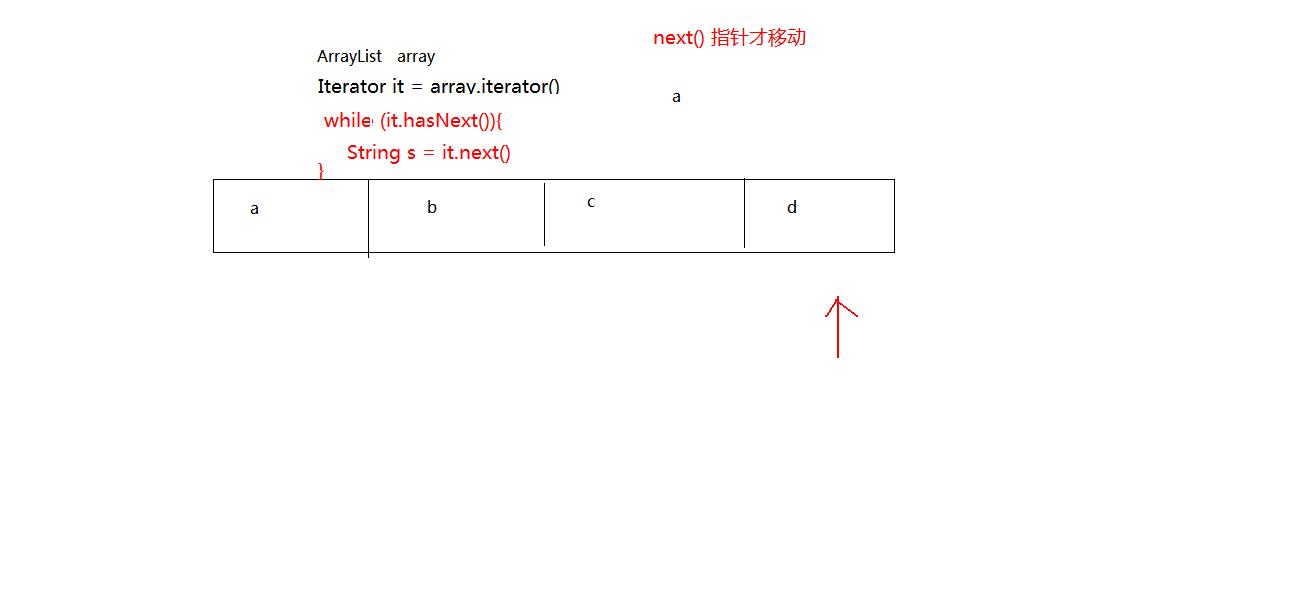 next() 指针才移动
ArrayList array
Iterator it = array.iterator()
a
while (it.hasNext()){
String s = it.next()
}
a b c d